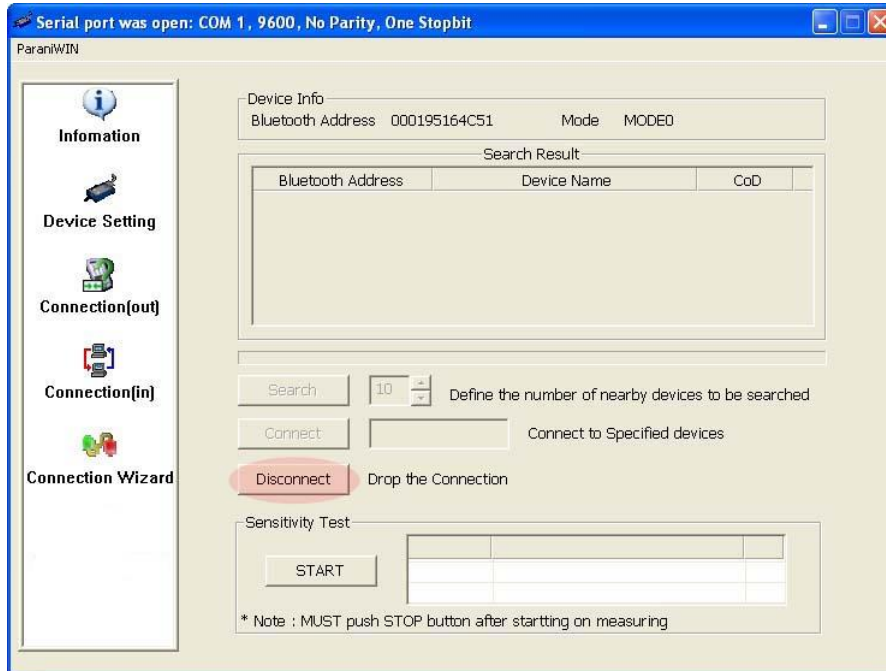 Serial port was open: COM 1, 9600, No Parity, One Stopbit
ParaniWIN
Infomation
Device Setting
Connection(out)
Connection(in)
Connection Wizard
Device Info
Bluetooth Address 000195164C51 Mode MODE0
Search Result
Bluetooth Address Device Name CoD
Search 10 Define the number of nearby devices to be searched
Connect Connect to Specified devices
Disconnect Drop the Connection
Sensitivity Test
START
* Note : MUST push STOP button after startting on measuring